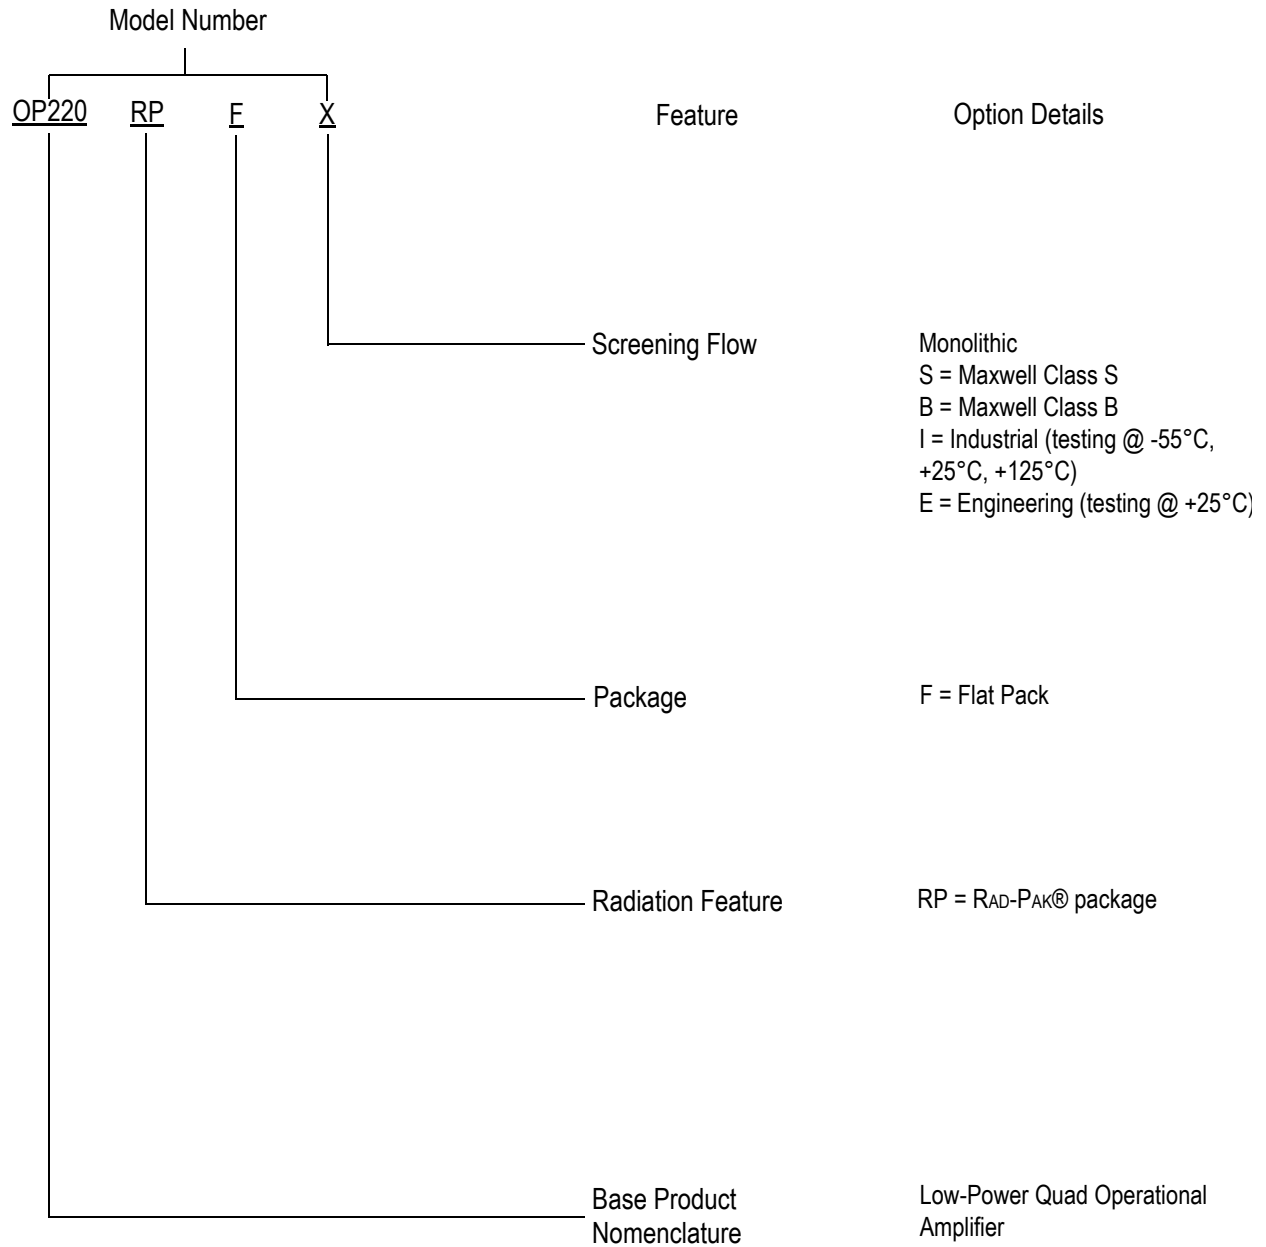 Model Number
OP220 RP F X
Feature Option Details
Screening Flow
Monolithic
S = Maxwell Class S
B = Maxwell Class B
I = Industrial (testing @ -55°C,
+25°C, +125°C)
E = Engineering (testing @ +25°C)
Package
F = Flat Pack
Radiation Feature
RP = RAD-PAK® package
Base Product
Nomenclature
Low-Power Quad Operational
Amplifier